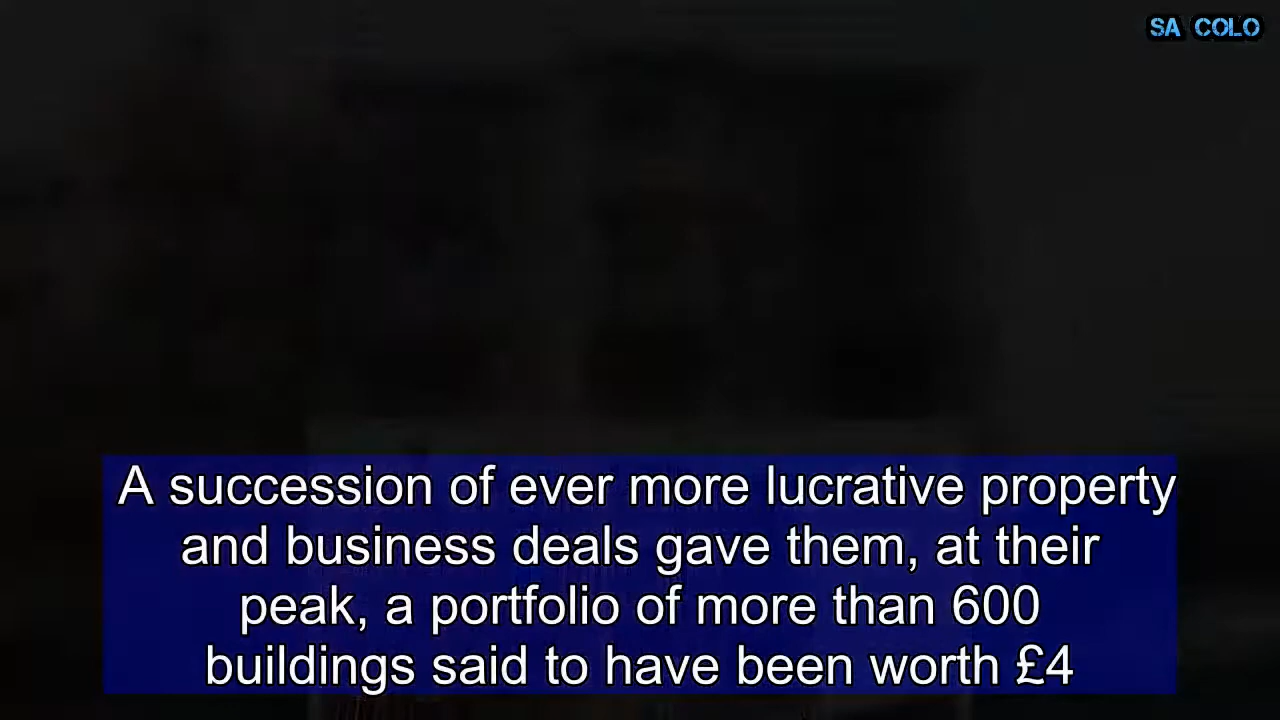 SA COLO
A succession of ever more lucrative property
and business deals gave them, at their
peak, a portfolio of more than 600
buildings said to have been worth £4